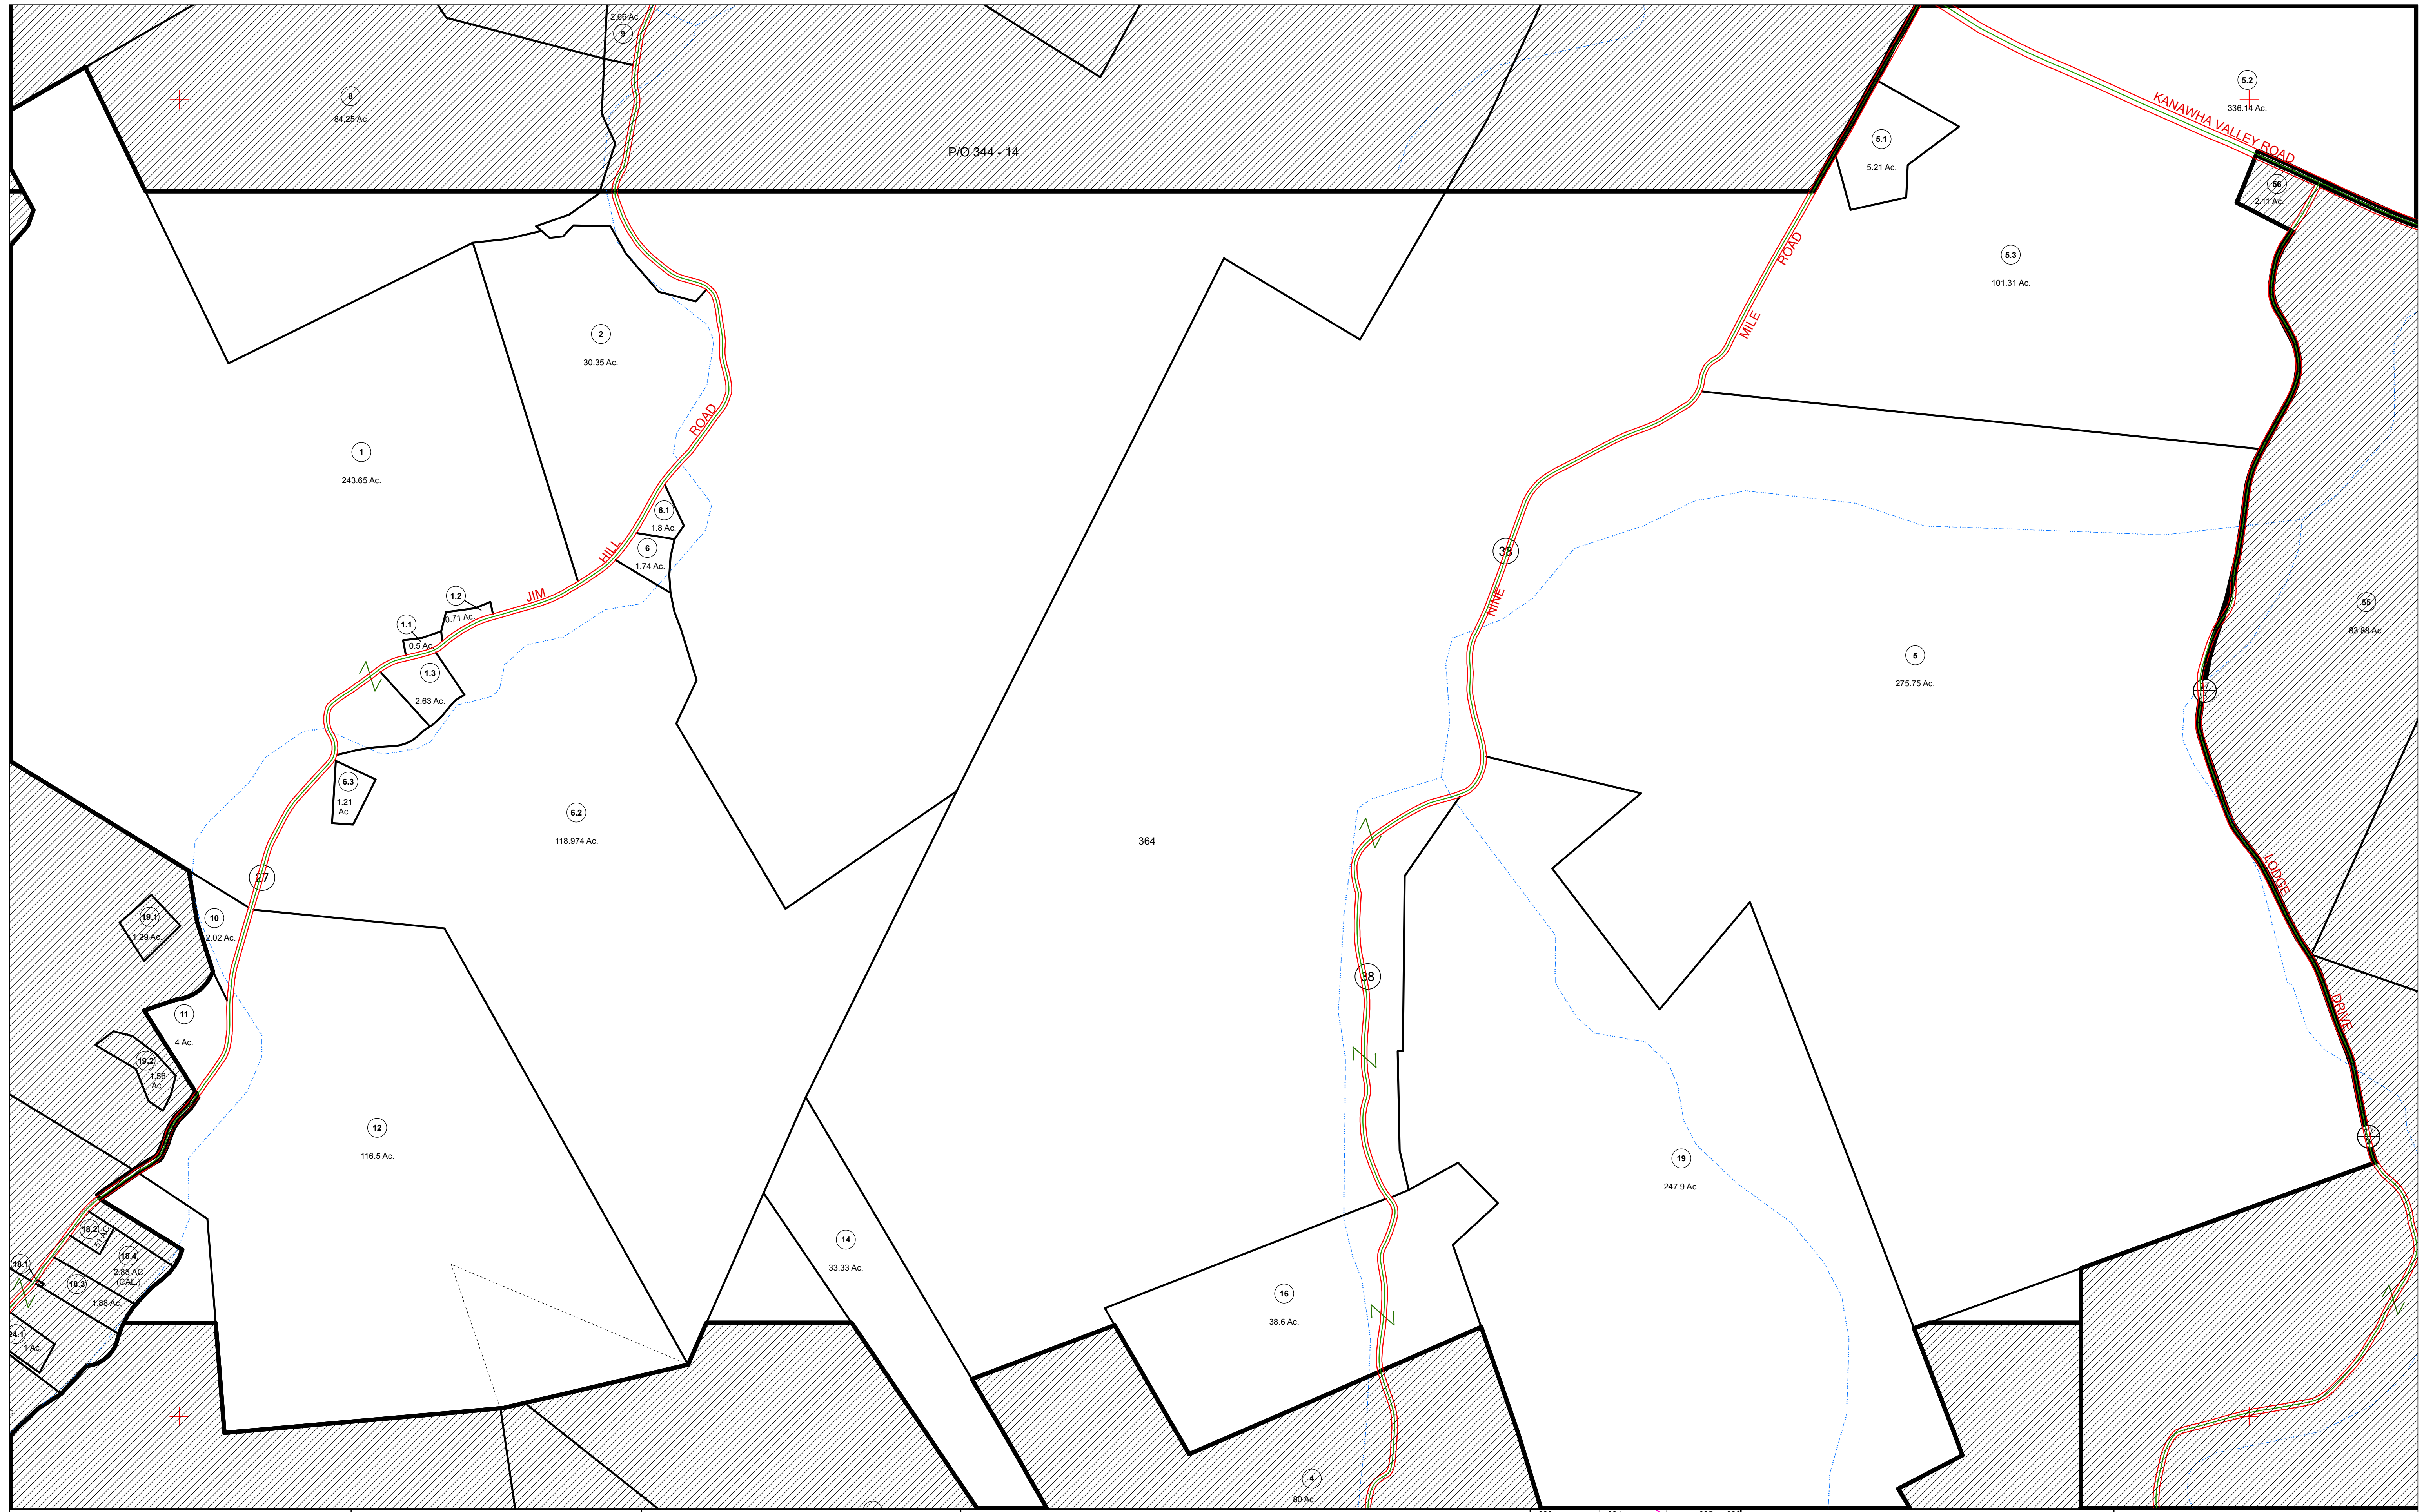 2.66 Ac.
9
8
84.25 Ac.
P/O 344 - 14
5.1
5.21 Ac.
5.2
336.14 Ac.
KANAWHA VALLEY ROAD
56
2.11 Ac.
5.3
101.31 Ac.
ROAD
MILE
NINE
2
30.35 Ac.
ROAD
HILL
JIM
1
243.65 Ac.
6.1
1.8 Ac.
6
1.74 Ac.
38
1.2
0.71 Ac.
1.1
0.5 Ac.
1.3
2.63 Ac.
55
83.88 Ac.
5
275.75 Ac.
6.3
1.21
Ac.
6.2
118.974 Ac.
364
27
LODGE
DRIVE
19.1
1.29 Ac.
10
2.02 Ac.
38
11
4 Ac.
19.2
1.56
Ac.
12
116.5 Ac.
19
247.9 Ac.
14
33.33 Ac.
16
38.6 Ac.
18.2
.51 AC.
18.4
2.83 AC
(CAL.)
18.1
18.3
1.88 Ac.
24.1
1 Ac.
4
80 Ac.